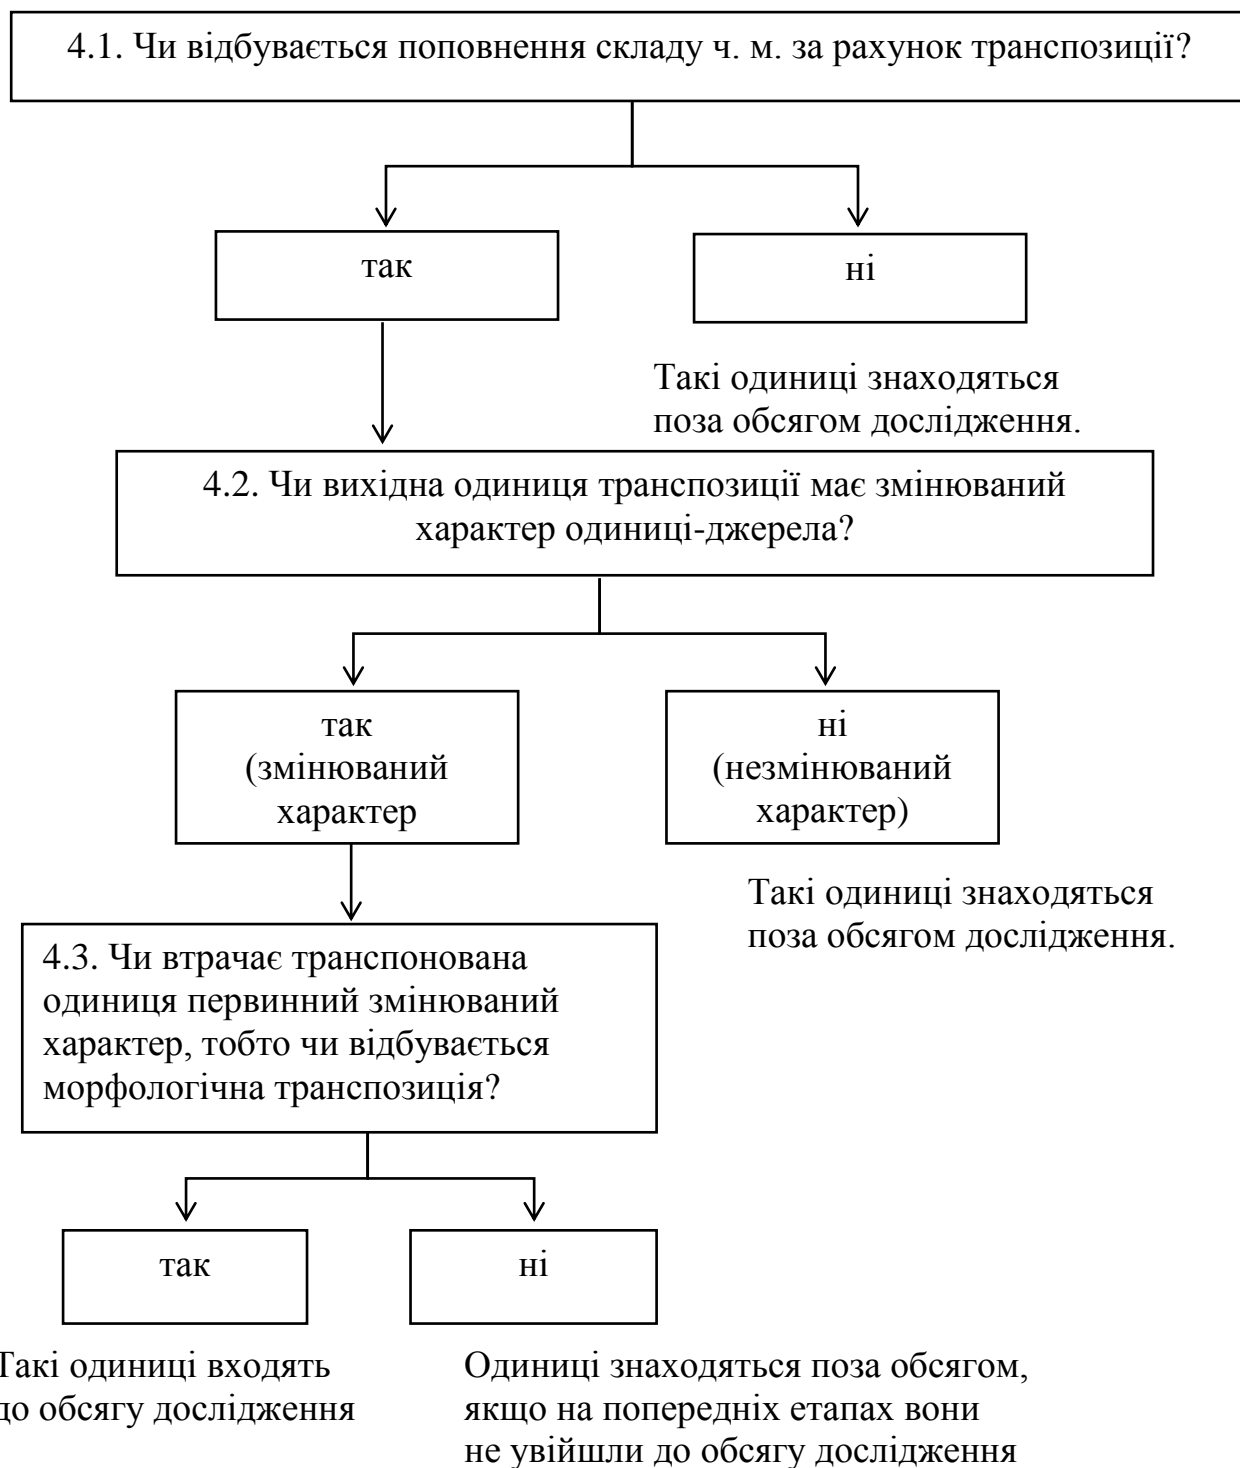 4.1. Чи відбувається поповнення складу ч. м. за рахунок транспозиції?
так
ні
Такі одиниці знаходяться
поза обсягом дослідження.
4.2. Чи вихідна одиниця транспозиції має змінюваний
характер одиниці-джерела?
так
(змінюваний
характер
ні
(незмінюваний
характер)
Такі одиниці знаходяться
поза обсягом дослідження.
4.3. Чи втрачає транспонована
одиниця первинний змінюваний
характер, тобто чи відбувається
морфологічна транспозиція?
так
ні
Такі одиниці входять
до обсягу дослідження
Одиниці знаходяться поза обсягом,
якщо на попередніх етапах вони
не увійшли до обсягу дослідження